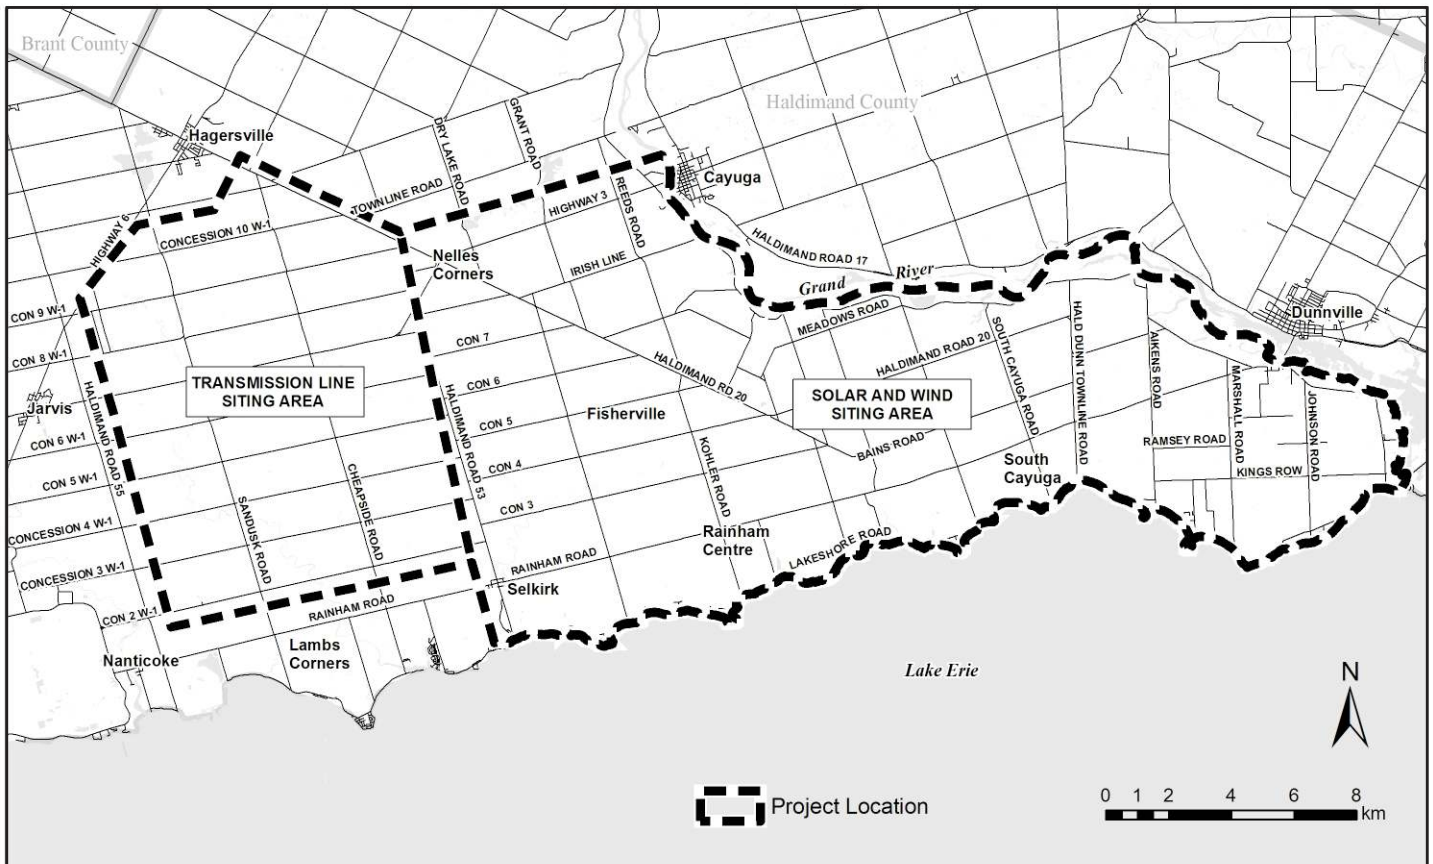 Brant County
Haldimand County
Hagersville
GRANT ROAD
DRY LAKE ROAD
Cayuga
TOWNLINE ROAD
HIGHWAY 3
REEDS ROAD
HIGHWAY 6
CONCESSION 10 W-1
HALDIMAND ROAD 17
Nelles
Corners
IRISH LINE
Grand
River
CON 9 W-1
MEADOWS ROAD
Dunnville
CON 7
CON 8 W-1
HALDIMAND ROAD 20
SOUTH CAYUGA ROAD
HALD DUNN TOWNLINE ROAD
AIKENS ROAD
HALDIMAND RD 20
TRANSMISSION LINE
SITING AREA
CON 6
SOLAR AND WIND
SITING AREA
MARSHALL ROAD
JOHNSON ROAD
Jarvis
HALDIMAND ROAD 55
HALDIMAND ROAD 53
Fisherville
CON 5
CON 6 W-1
BAINS ROAD
RAMSEY ROAD
KOHLER ROAD
CON 4
South
Cayuga
KINGS ROW
CON 5 W-1
CHEAPSIDE ROAD
SANDUSK ROAD
CON 3
CONCESSION 4 W-1
Rainham
Centre
LAKESHORE ROAD
RAINHAM ROAD
CONCESSION 3 W-1
Selkirk
CON 2 W-1
RAINHAM ROAD
Lambs
Corners
Nanticoke
Lake Erie
N
Project Location
0 1 2 4 6 8
km